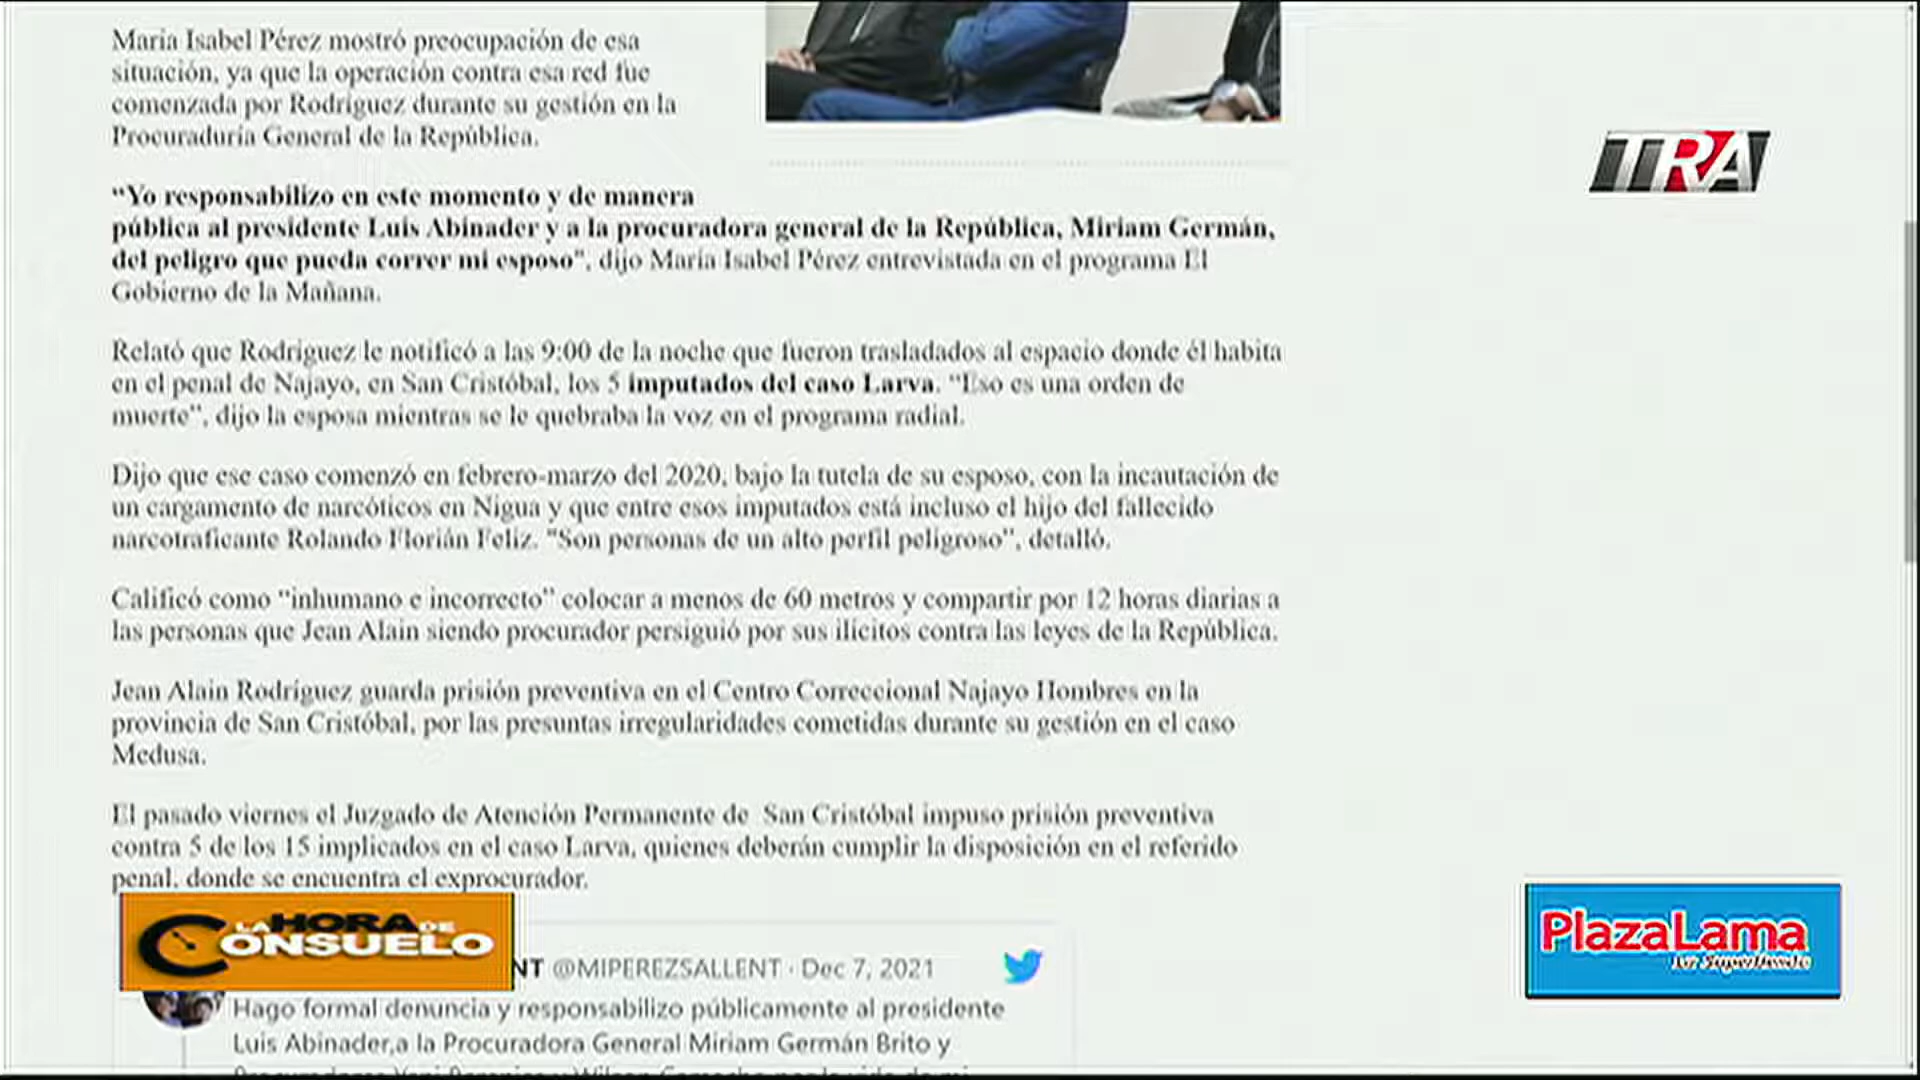 María Isabel Pérez mostró preocupación de esa
situación, ya que la operación contra esa red fue
comenzada por Rodríguez durante su gestión en la
Procuraduría General de la República.
“Yo responsabilizo en este momento y de manera
pública al presidente Luis Abinader y a la procuradora general de la República, Miriam Germán,
del peligro que pueda correr mi esposo”, dijo María Isabel Pérez entrevistada en el programa El
Gobierno de la Mañana.
Relató que Rodríguez le notificó a las 9:00 de la noche que fueron trasladados al espacio donde él habita
en el penal de Najayo, en San Cristóbal, los 5 imputados del caso Larva. “Eso es una orden de
muerte”, dijo la esposa mientras se le quebraba la voz en el programa radial.
Dijo que ese caso comenzó en febrero-marzo del 2020, bajo la tutela de su esposo, con la incautación de
un cargamento de narcóticos en Nigua y que entre esos imputados está incluso el hijo del fallecido
narcotraficante Rolando Florián Feliz. “Son personas de un alto perfil peligroso”, detalló.
Calificó como “inhumano e incorrecto” colocar a menos de 60 metros y compartir por 12 horas diarias a
las personas que Jean Alain siendo procurador persiguió por sus ilícitos contra las leyes de la República.
Jean Alain Rodríguez guarda prisión preventiva en el Centro Correccional Najayo Hombres en la
provincia de San Cristóbal, por las presuntas irregularidades cometidas durante su gestión en el caso
Medusa.
El pasado viernes el Juzgado de Atención Permanente de San Cristóbal impuso prisión preventiva
contra 5 de los 15 implicados en el caso Larva, quienes deberán cumplir la disposición en el referido
penal, donde se encuentra el exprocurador.
NT @MIPEREZSALLENT · Dec 7, 2021
Hago formal denuncia y responsabilizo públicamente al presidente
Luis Abinader,a la Procuradora General Miriam Germán Brito y
TRA
LA HORA DE
CONSUELO
PlazaLama
La SuperTienda